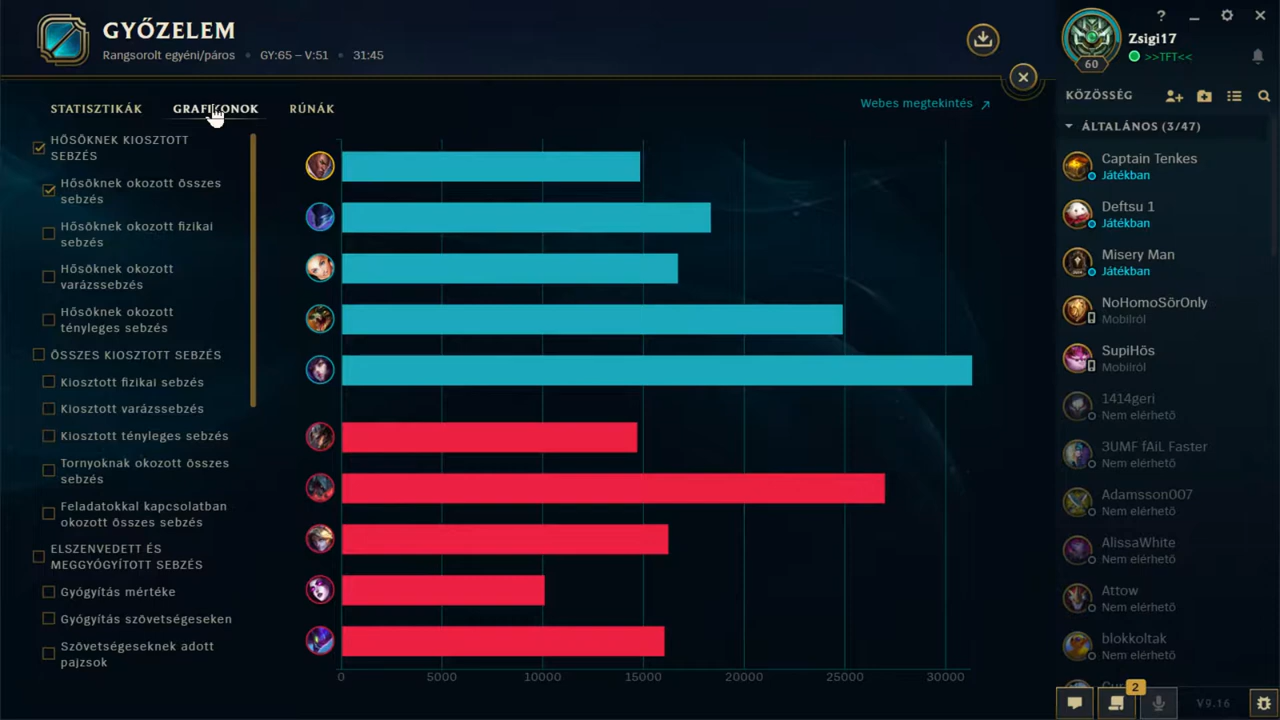 GYŐZELEM
Rangsorolt egyéni/páros • GY:65 – V:51 • 31:45
STATISZTIKÁK
GRAFIKONOK
RÚNÁK
Webes megtekintés
HŐSÖKNEK KIOSZTOTT
SEBZÉS
Hősöknek okozott összes
sebzés
Hősöknek okozott fizikai
sebzés
Hősöknek okozott
varázssebzés
Hősöknek okozott
tényleges sebzés
ÖSSZES KIOSZTOTT SEBZÉS
Kiosztott fizikai sebzés
Kiosztott varázssebzés
Kiosztott tényleges sebzés
Tornyoknak okozott összes
sebzés
Feladatokkal kapcsolatban
okozott összes sebzés
ELSZENVEDETT ÉS
MEGGYÓGYÍTOTT SEBZÉS
Gyógyítás mértéke
Gyógyítás szövetségeseken
Szövetségeseknek adott
pajzsok
0 5000 10000 15000 20000 25000 30000
?
Zsigi17
60
>>TFT<<
KÖZÖSSÉG
ÁLTALÁNOS (3/47)
Captain Tenkes
Játékban
Deftsu 1
Játékban
Misery Man
Játékban
NoHomoSörOnly
Mobilról
SupiHös
Mobilról
1414geri
Nem elérhető
3UMF fAiL Faster
Nem elérhető
Adamsson007
Nem elérhető
AlissaWhite
Nem elérhető
Attow
Nem elérhető
blokkoltak
Nem elérhető
2
V9.16